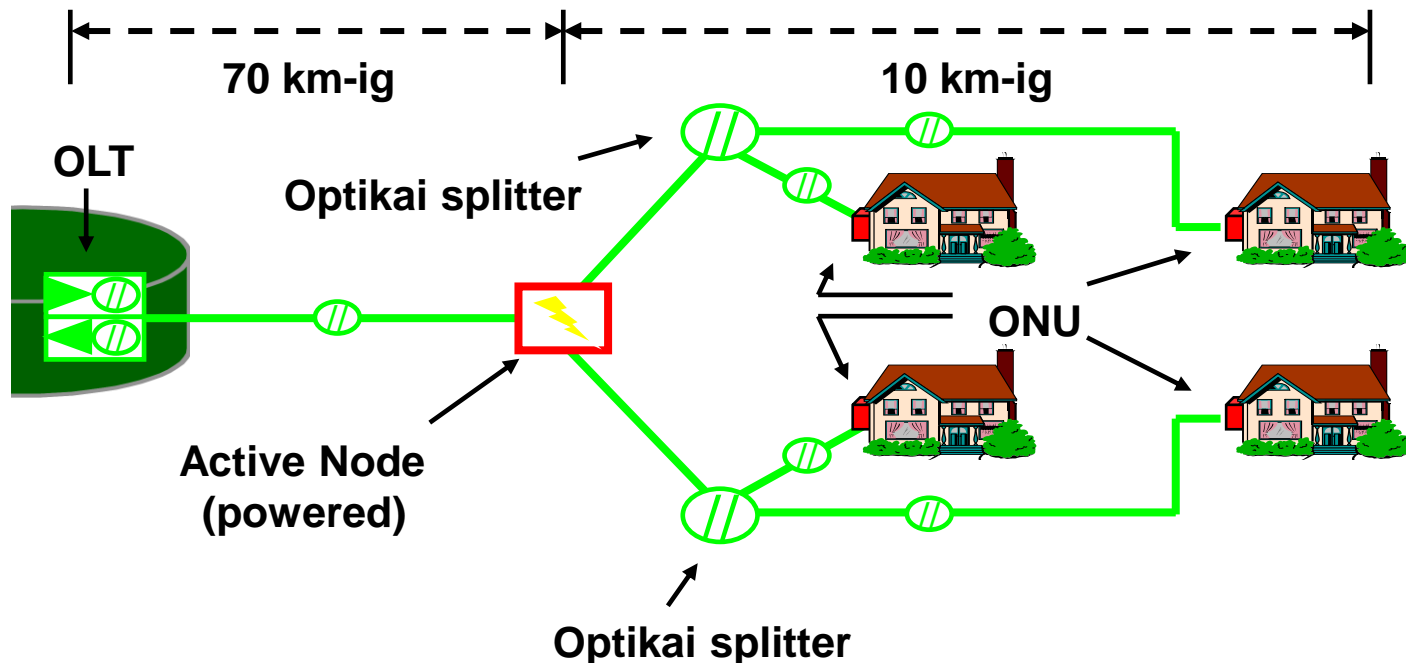 70 km-ig
10 km-ig
OLT
Optikai splitter
ONU
Active Node
(powered)
Optikai splitter